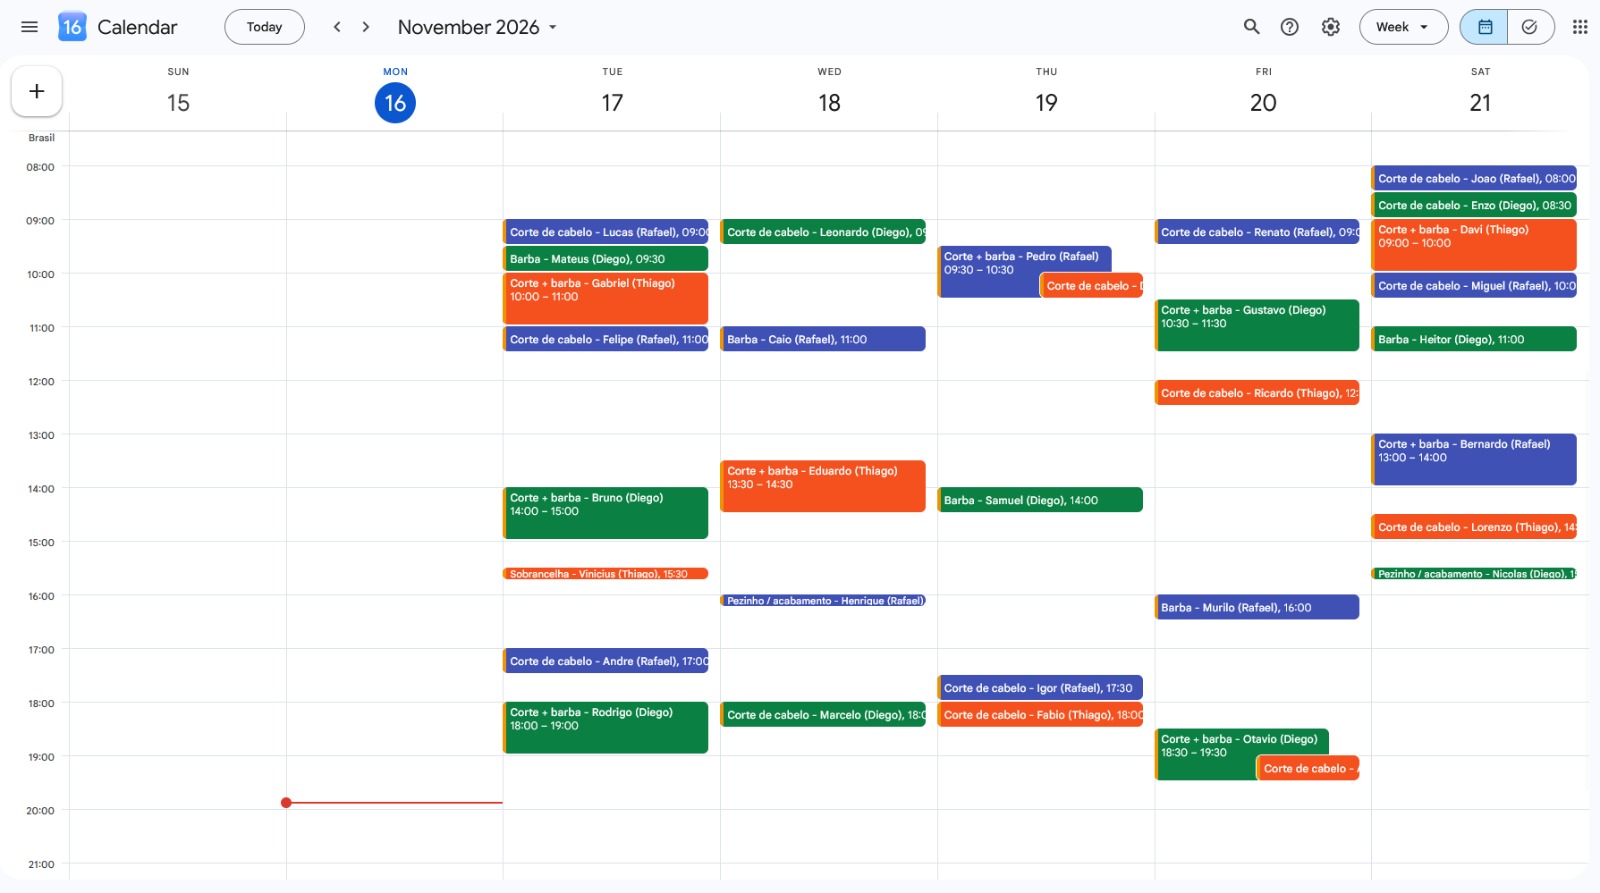 16 Calendar
Today
November 2026
Week
SUN
15
MON
16
TUE
17
WED
18
THU
19
FRI
20
SAT
21
Brasil
08:00
09:00
10:00
11:00
12:00
13:00
14:00
15:00
16:00
17:00
18:00
19:00
20:00
21:00
Corte de cabelo - Lucas (Rafael), 09:00
Barba - Mateus (Diego), 09:30
Corte + barba - Gabriel (Thiago)
10:00 – 11:00
Corte de cabelo - Felipe (Rafael), 11:00
Corte + barba - Bruno (Diego)
14:00 – 15:00
Sobrancelha - Vinicius (Thiago), 15:30
Corte de cabelo - Andre (Rafael), 17:00
Corte + barba - Rodrigo (Diego)
18:00 – 19:00
Corte de cabelo - Leonardo (Diego),
Barba - Caio (Rafael), 11:00
Corte + barba - Eduardo (Thiago)
13:30 – 14:30
Pezinho / acabamento - Henrique (Rafael)
Corte de cabelo - Marcelo (Diego),
Corte + barba - Pedro (Rafael)
09:30 – 10:30
Corte de cabelo -
Barba - Samuel (Diego), 14:00
Corte de cabelo - Igor (Rafael), 17:30
Corte de cabelo - Fabio (Thiago), 18:00
Corte de cabelo - Renato (Rafael),
Corte + barba - Gustavo (Diego)
10:30 – 11:30
Corte de cabelo - Ricardo (Thiago),
Barba - Murilo (Rafael), 16:00
Corte + barba - Otavio (Diego)
18:30 – 19:30
Corte de cabelo -
Corte de cabelo - Joao (Rafael), 08:00
Corte de cabelo - Enzo (Diego), 08:30
Corte + barba - Davi (Thiago)
09:00 – 10:00
Corte de cabelo - Miguel (Rafael),
Barba - Heitor (Diego), 11:00
Corte + barba - Bernardo (Rafael)
13:00 – 14:00
Corte de cabelo - Lorenzo (Thiago),
Pezinho / acabamento - Nicolas (Diego),